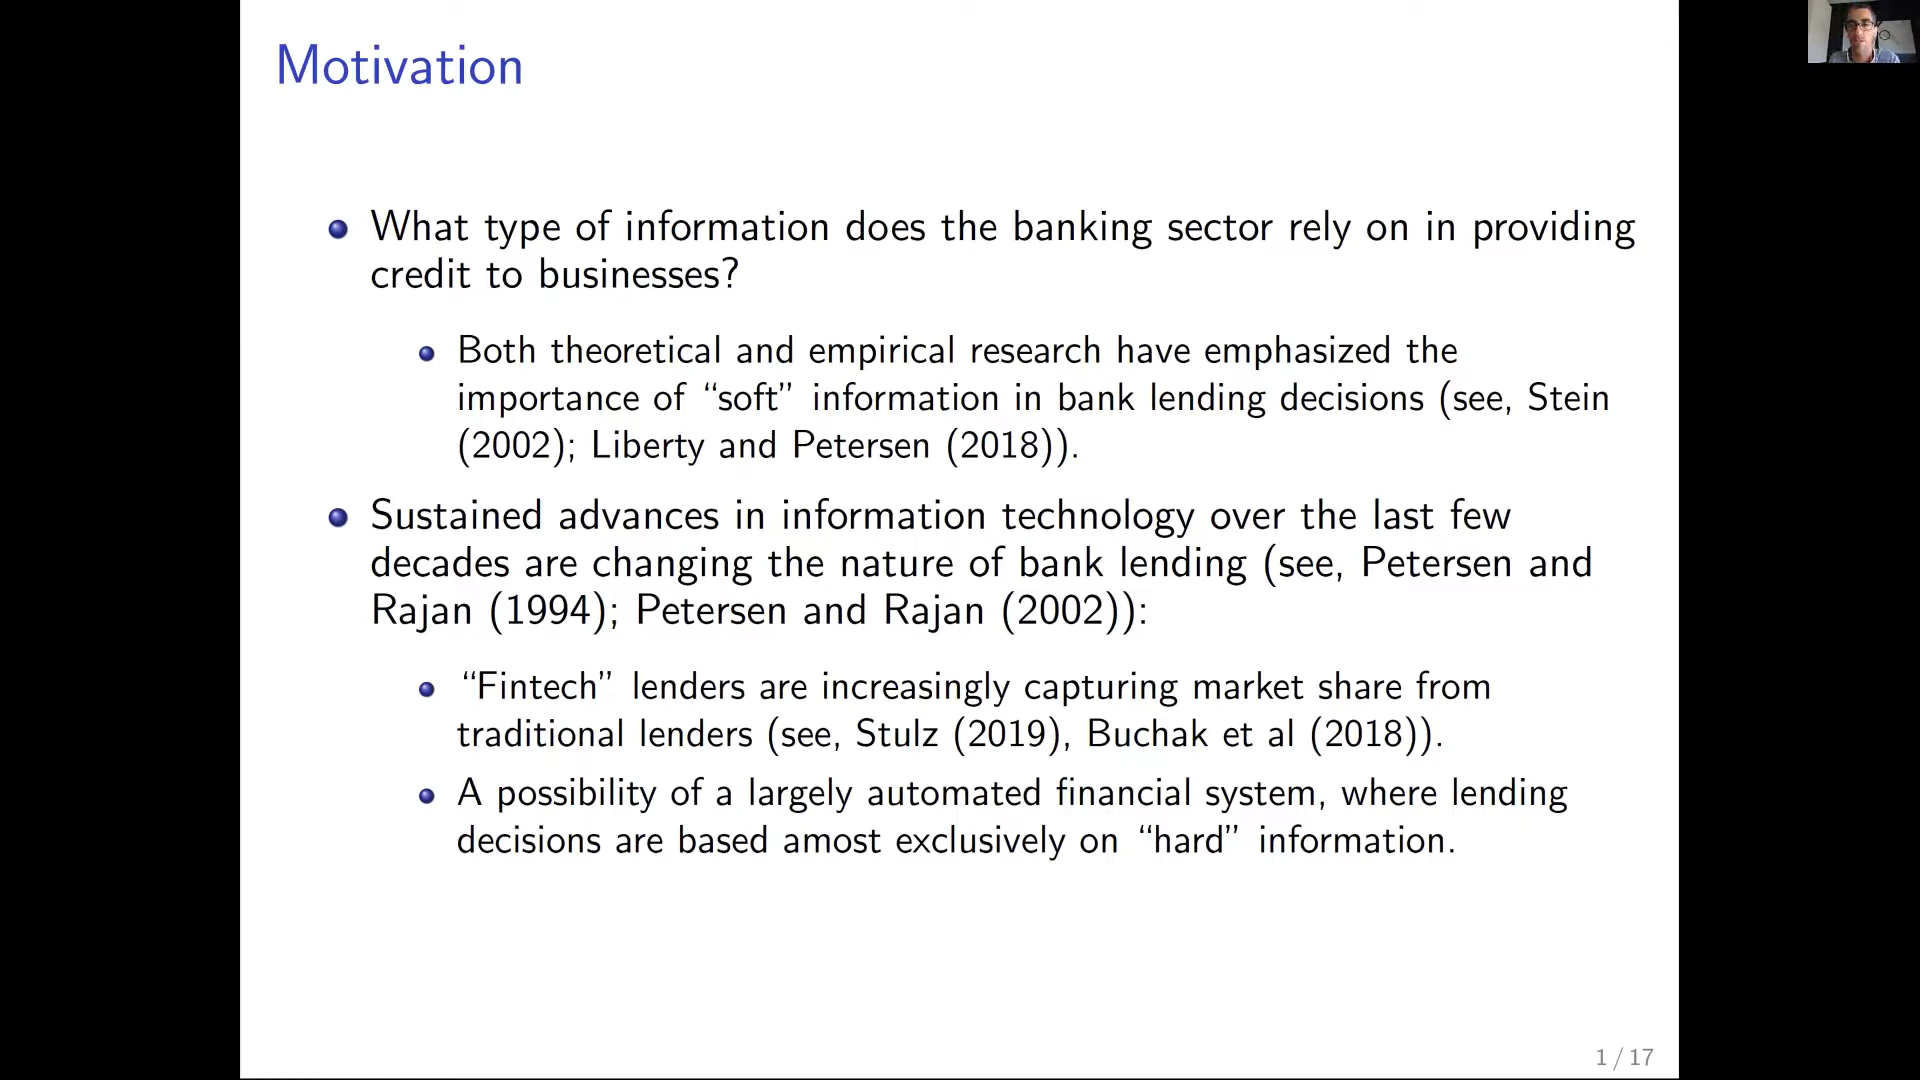 Motivation
What type of information does the banking sector rely on in providing
credit to businesses?
Both theoretical and empirical research have emphasized the
importance of “soft” information in bank lending decisions (see, Stein
(2002); Liberty and Petersen (2018)).
Sustained advances in information technology over the last few
decades are changing the nature of bank lending (see, Petersen and
Rajan (1994); Petersen and Rajan (2002)):
“Fintech” lenders are increasingly capturing market share from
traditional lenders (see, Stulz (2019), Buchak et al (2018)).
A possibility of a largely automated financial system, where lending
decisions are based amost exclusively on “hard” information.
1 / 17